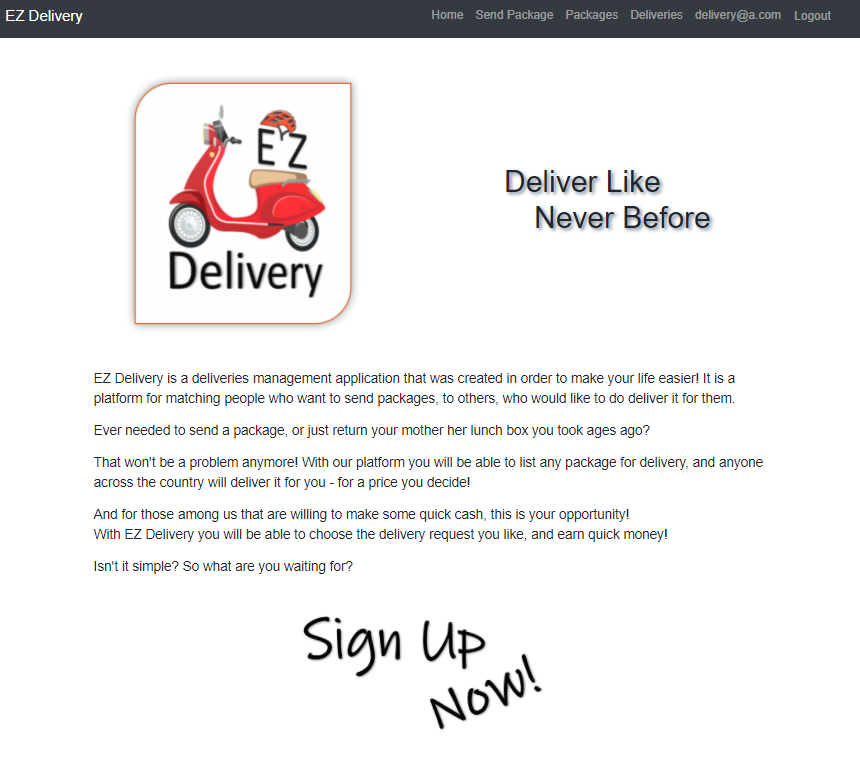 EZ Delivery Home Send Package Packages Deliveries delivery@a.com Logout
EZ
Delivery
Deliver Like
Never Before
EZ Delivery is a deliveries management application that was created in order to make your life easier! It is a
platform for matching people who want to send packages, to others, who would like to do deliver it for them.
Ever needed to send a package, or just return your mother her lunch box you took ages ago?
That won't be a problem anymore! With our platform you will be able to list any package for delivery, and anyone
across the country will deliver it for you - for a price you decide!
And for those among us that are willing to make some quick cash, this is your opportunity!
With EZ Delivery you will be able to choose the delivery request you like, and earn quick money!
Isn't it simple? So what are you waiting for?
Sign Up
Now!